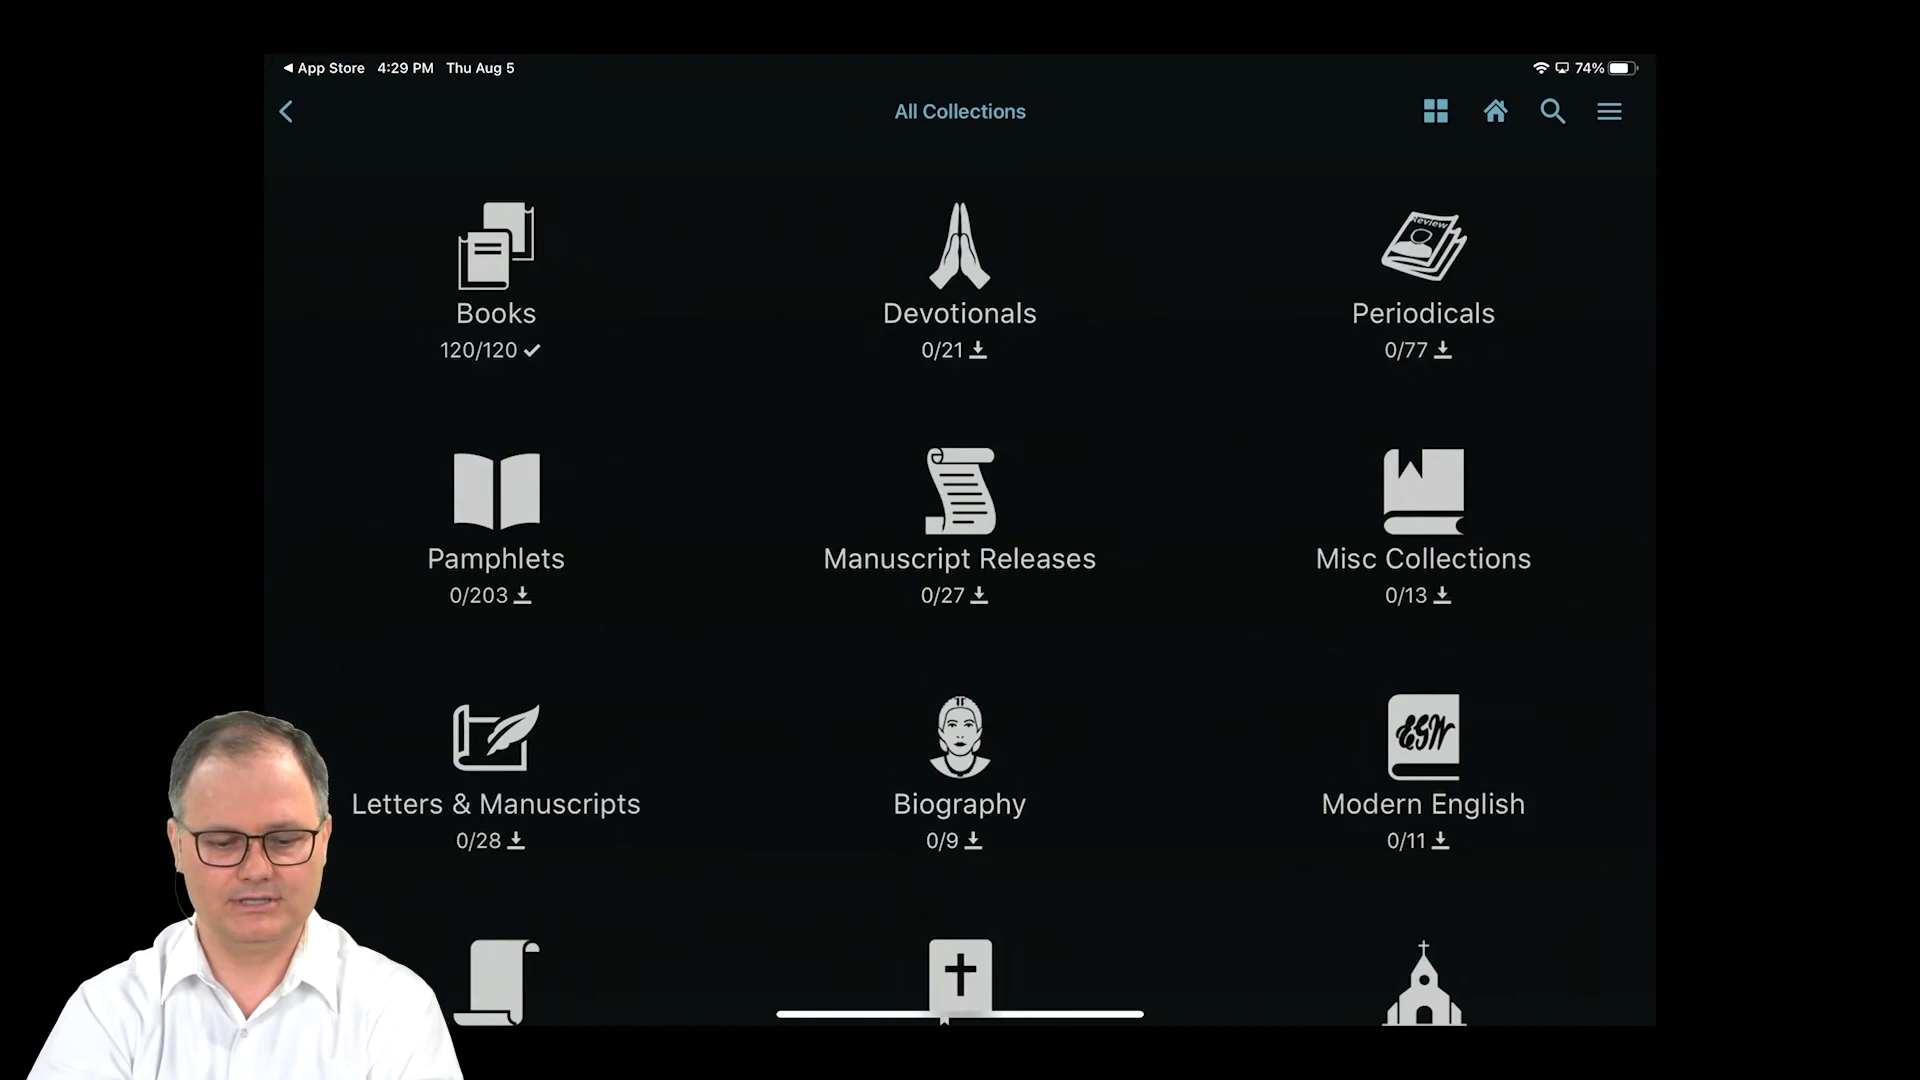 App Store 4:29 PM Thu Aug 5
74%
All Collections
Books
120/120
Devotionals
0/21
Review
Periodicals
0/77
Pamphlets
0/203
Manuscript Releases
0/27
Misc Collections
0/13
Letters & Manuscripts
0/28
Biography
0/9
EGW
Modern English
0/11